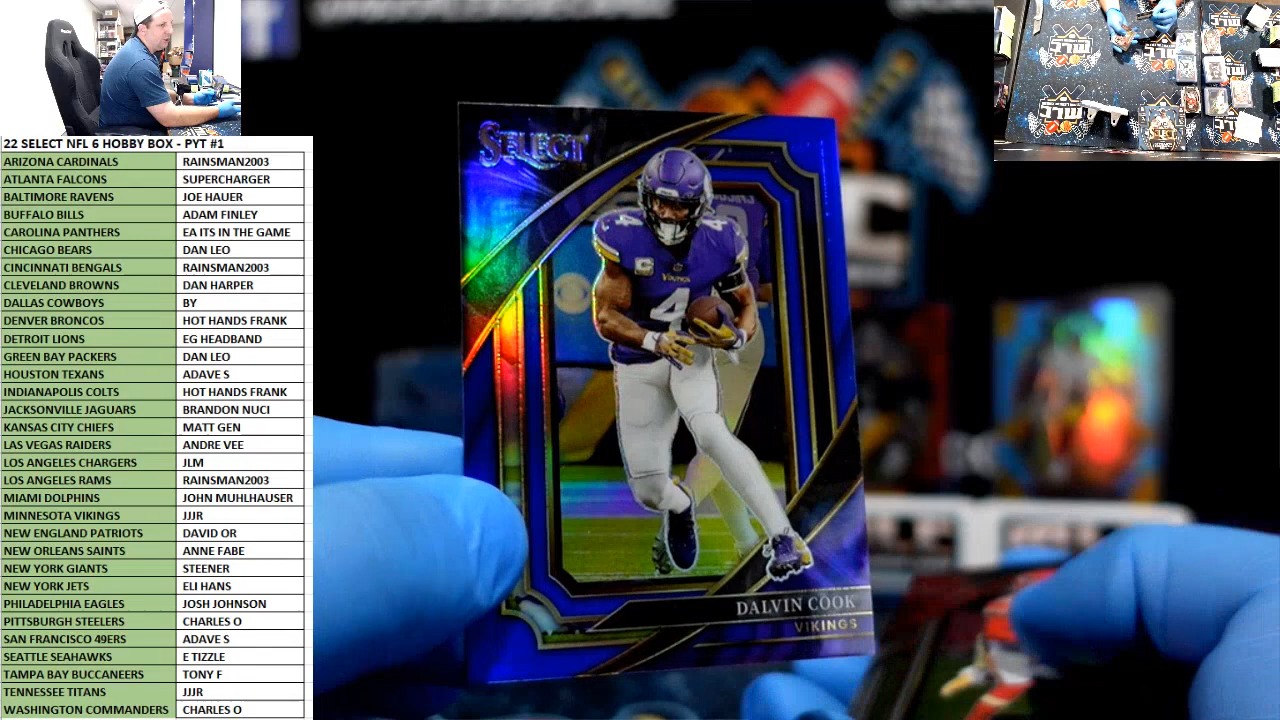 22 SELECT NFL 6 HOBBY BOX - PYT #1
ARIZONA CARDINALS RAINSMAN2003
ATLANTA FALCONS SUPERCHARGER
BALTIMORE RAVENS JOE HAUER
BUFFALO BILLS ADAM FINLEY
CAROLINA PANTHERS EA ITS IN THE GAME
CHICAGO BEARS DAN LEO
CINCINNATI BENGALS RAINSMAN2003
CLEVELAND BROWNS DAN HARPER
DALLAS COWBOYS BY
DENVER BRONCOS HOT HANDS FRANK
DETROIT LIONS EG HEADBAND
GREEN BAY PACKERS DAN LEO
HOUSTON TEXANS ADAVE S
INDIANAPOLIS COLTS HOT HANDS FRANK
JACKSONVILLE JAGUARS BRANDON NUCI
KANSAS CITY CHIEFS MATT GEN
LAS VEGAS RAIDERS ANDRE VEE
LOS ANGELES CHARGERS JLM
LOS ANGELES RAMS RAINSMAN2003
MIAMI DOLPHINS JOHN MUHLHAUSER
MINNESOTA VIKINGS JJJR
NEW ENGLAND PATRIOTS DAVID OR
NEW ORLEANS SAINTS ANNE FABE
NEW YORK GIANTS STEENER
NEW YORK JETS ELI HANS
PHILADELPHIA EAGLES JOSH JOHNSON
PITTSBURGH STEELERS CHARLES O
SAN FRANCISCO 49ERS ADAVE S
SEATTLE SEAHAWKS E TIZZLE
TAMPA BAY BUCCANEERS TONY F
TENNESSEE TITANS JJJR
WASHINGTON COMMANDERS CHARLES O
SELECT
4
VIKINGS
4
DALVIN COOK
VIKINGS